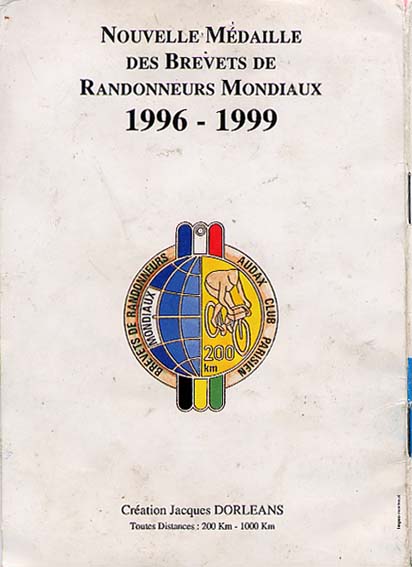 NOUVELLE MÉDAILLE
DES BREVETS DE
RANDONNEURS MONDIAUX
1996 - 1999
BREVETS DE RANDONNEURS
MONDIAUX
AUDAX CLUB PARISIEN
200
km
Création Jacques DORLEANS
Toutes Distances : 200 Km - 1000 Km